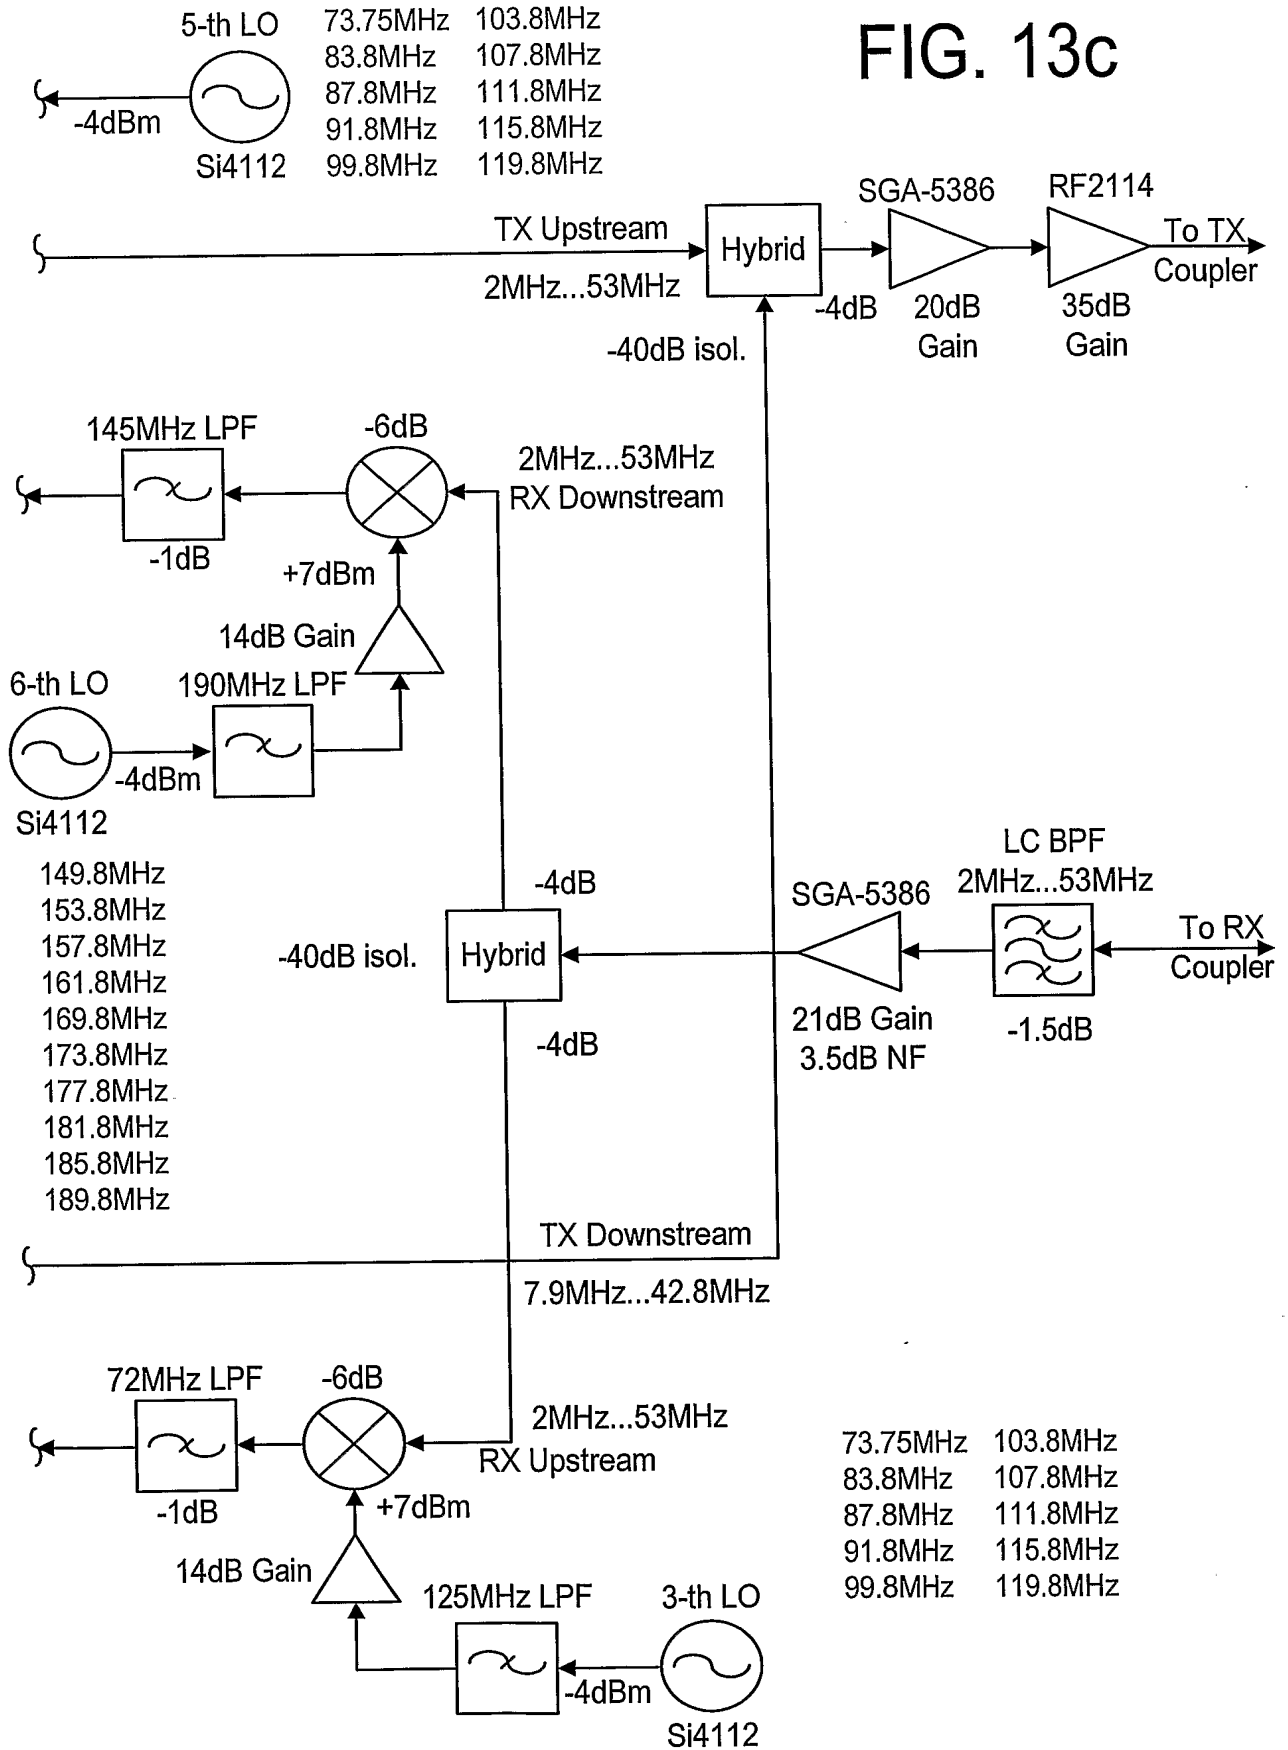 FIG. 13c
5-th LO
73.75MHz 103.8MHz
83.8MHz 107.8MHz
87.8MHz 111.8MHz
91.8MHz 115.8MHz
99.8MHz 119.8MHz
-4dBm
Si4112
TX Upstream
2MHz...53MHz
Hybrid
-4dB
-40dB isol.
SGA-5386
20dB
Gain
RF2114
35dB
Gain
To TX
Coupler
145MHz LPF
-1dB
-6dB
2MHz...53MHz
RX Downstream
+7dBm
14dB Gain
6-th LO
190MHz LPF
-4dBm
Si4112
149.8MHz
153.8MHz
157.8MHz
161.8MHz
169.8MHz
173.8MHz
177.8MHz
181.8MHz
185.8MHz
189.8MHz
-4dB
-40dB isol.
Hybrid
-4dB
SGA-5386
21dB Gain
3.5dB NF
LC BPF
2MHz...53MHz
-1.5dB
To RX
Coupler
TX Downstream
7.9MHz...42.8MHz
72MHz LPF
-1dB
-6dB
2MHz...53MHz
RX Upstream
+7dBm
14dB Gain
125MHz LPF
3-th LO
-4dBm
Si4112
73.75MHz 103.8MHz
83.8MHz 107.8MHz
87.8MHz 111.8MHz
91.8MHz 115.8MHz
99.8MHz 119.8MHz